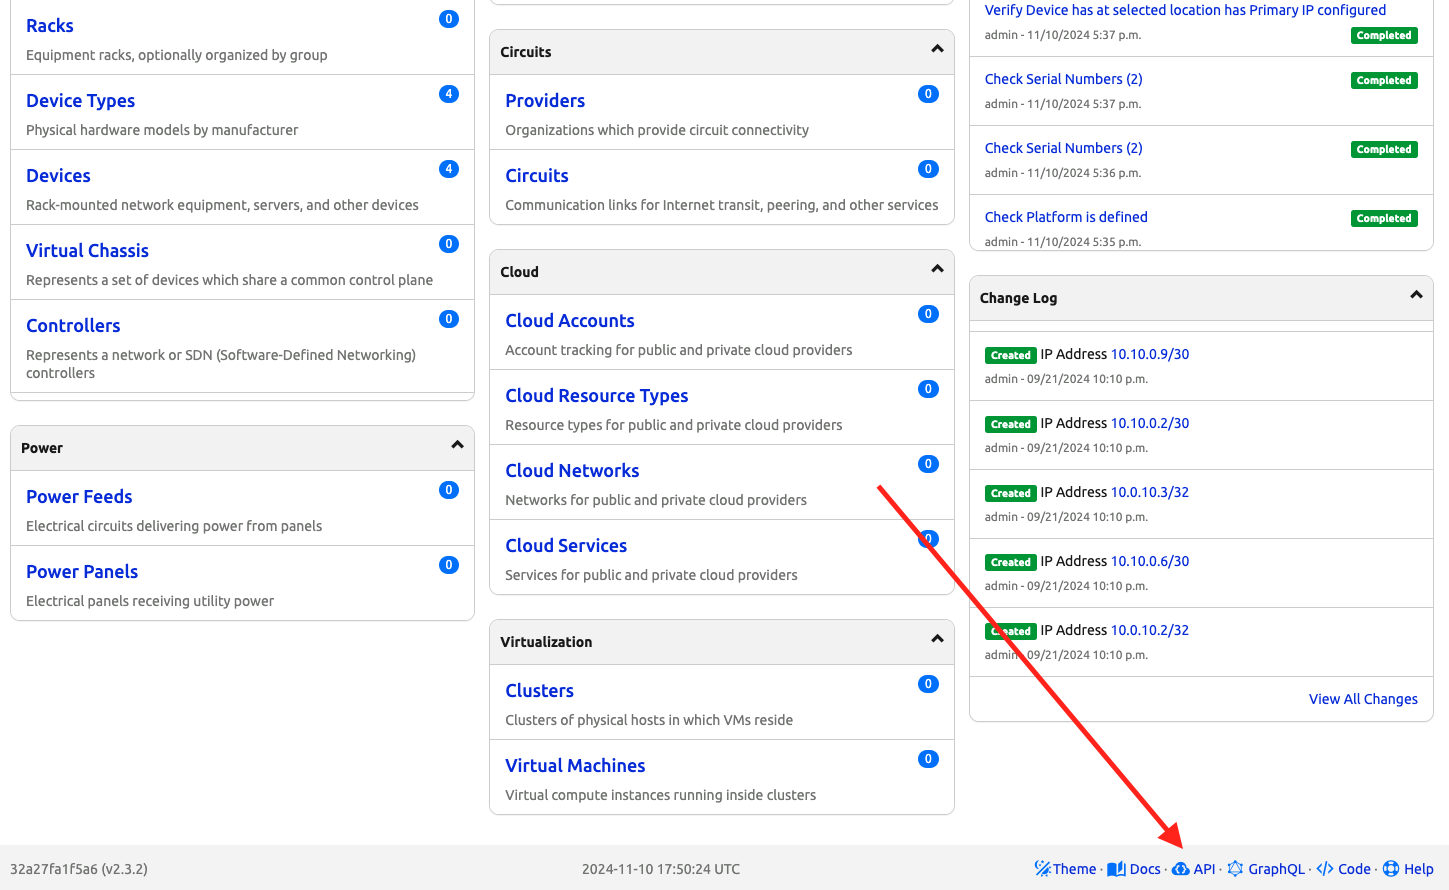 Racks
0
Equipment racks, optionally organized by group
Device Types
4
Physical hardware models by manufacturer
Devices
4
Rack-mounted network equipment, servers, and other devices
Virtual Chassis
0
Represents a set of devices which share a common control plane
Controllers
0
Represents a network or SDN (Software-Defined Networking)
controllers
Power
Power Feeds
0
Electrical circuits delivering power from panels
Power Panels
0
Electrical panels receiving utility power
Circuits
Providers
0
Organizations which provide circuit connectivity
Circuits
0
Communication links for Internet transit, peering, and other services
Cloud
Cloud Accounts
0
Account tracking for public and private cloud providers
Cloud Resource Types
0
Resource types for public and private cloud providers
Cloud Networks
0
Networks for public and private cloud providers
Cloud Services
0
Services for public and private cloud providers
Virtualization
Clusters
0
Clusters of physical hosts in which VMs reside
Virtual Machines
0
Virtual compute instances running inside clusters
Verify Device has at selected location has Primary IP configured
admin - 11/10/2024 5:37 p.m.
Completed
Check Serial Numbers (2)
Completed
admin - 11/10/2024 5:37 p.m.
Check Serial Numbers (2)
Completed
admin - 11/10/2024 5:36 p.m.
Check Platform is defined
Completed
admin - 11/10/2024 5:35 p.m.
Change Log
Created IP Address 10.10.0.9/30
admin - 09/21/2024 10:10 p.m.
Created IP Address 10.10.0.2/30
admin - 09/21/2024 10:10 p.m.
Created IP Address 10.0.10.3/32
admin - 09/21/2024 10:10 p.m.
Created IP Address 10.10.0.6/30
admin - 09/21/2024 10:10 p.m.
Created IP Address 10.0.10.2/32
admin - 09/21/2024 10:10 p.m.
View All Changes
32a27fa1f5a6 (v2.3.2)
2024-11-10 17:50:24 UTC
Theme · Docs · API · GraphQL · Code · Help